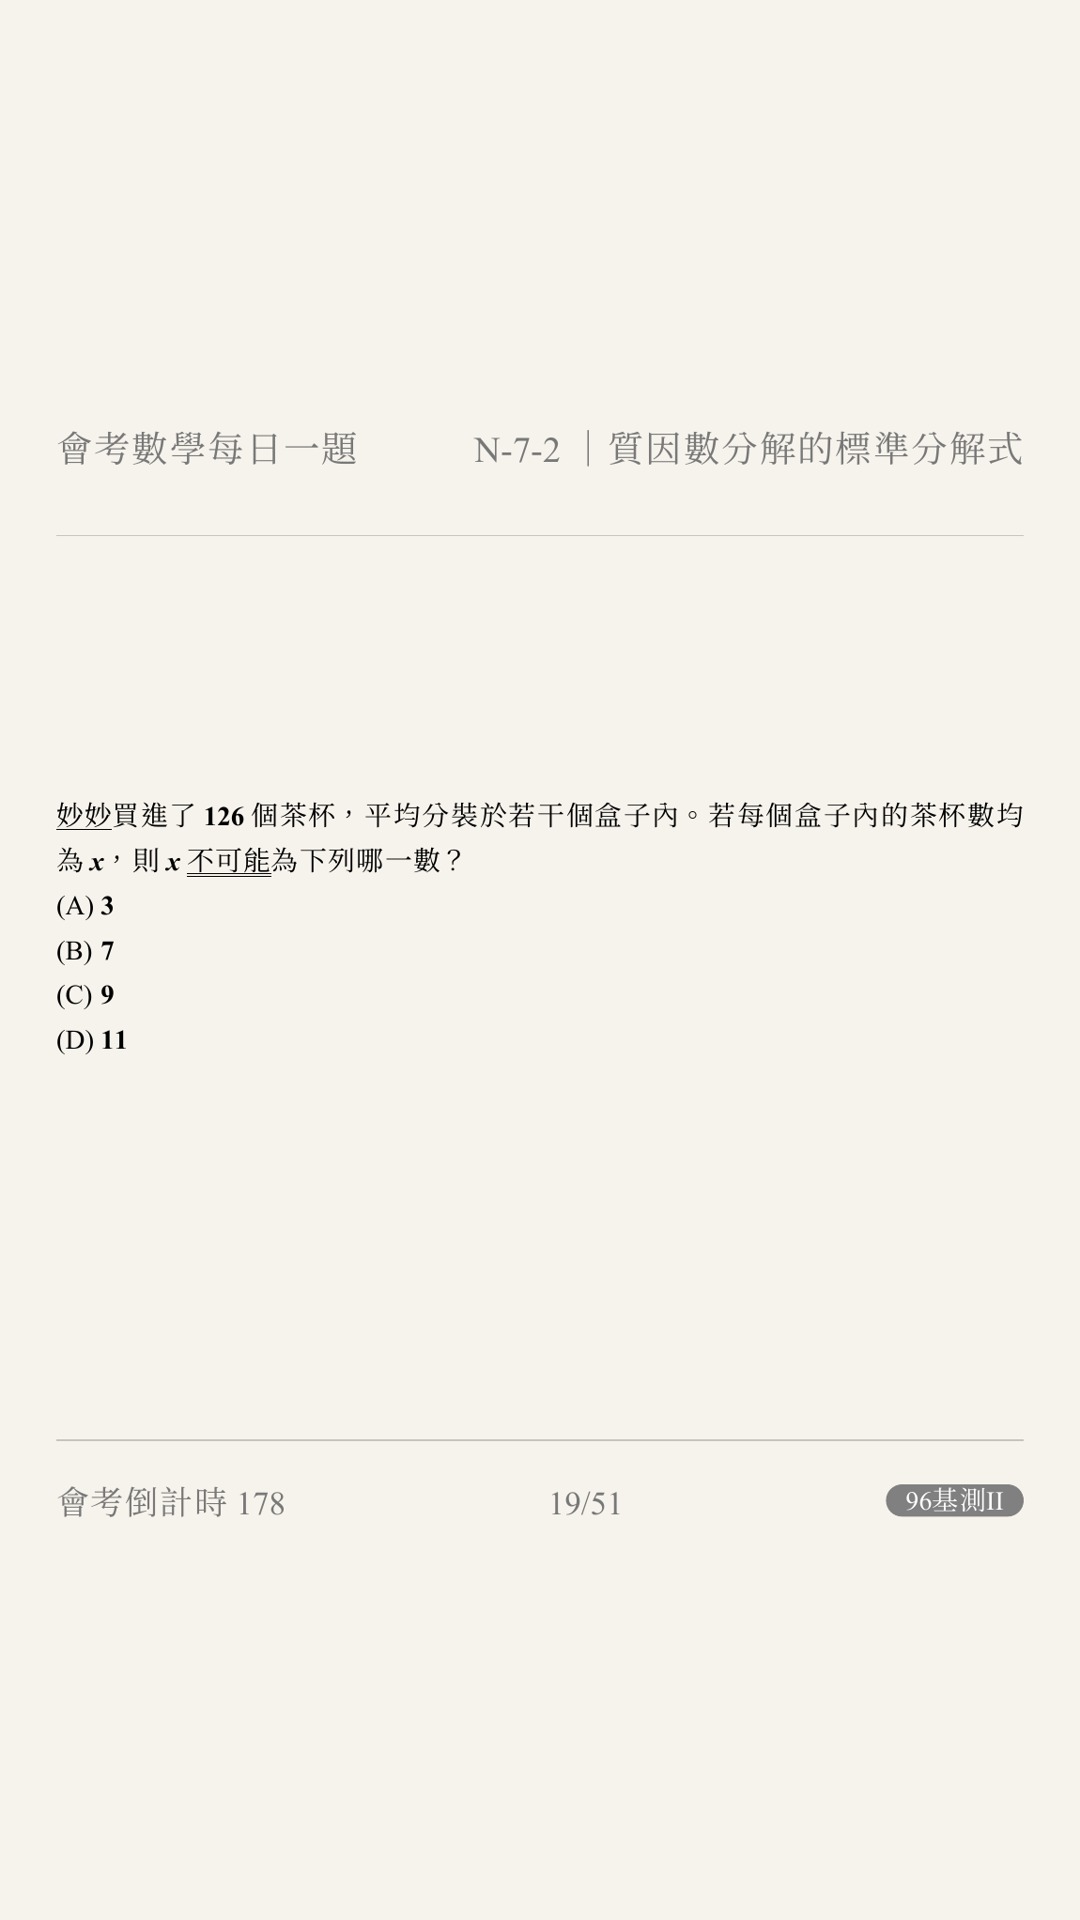 會考數學每日一題
N-7-2｜質因數分解的標準分解式
妙妙買進了 126 個茶杯，平均分裝於若干個盒子內。若每個盒子內的茶杯數均
為 x，則 x 不可能為下列哪一數？
(A) 3
(B) 7
(C) 9
(D) 11
會考倒計時 178
19/51
96基測II